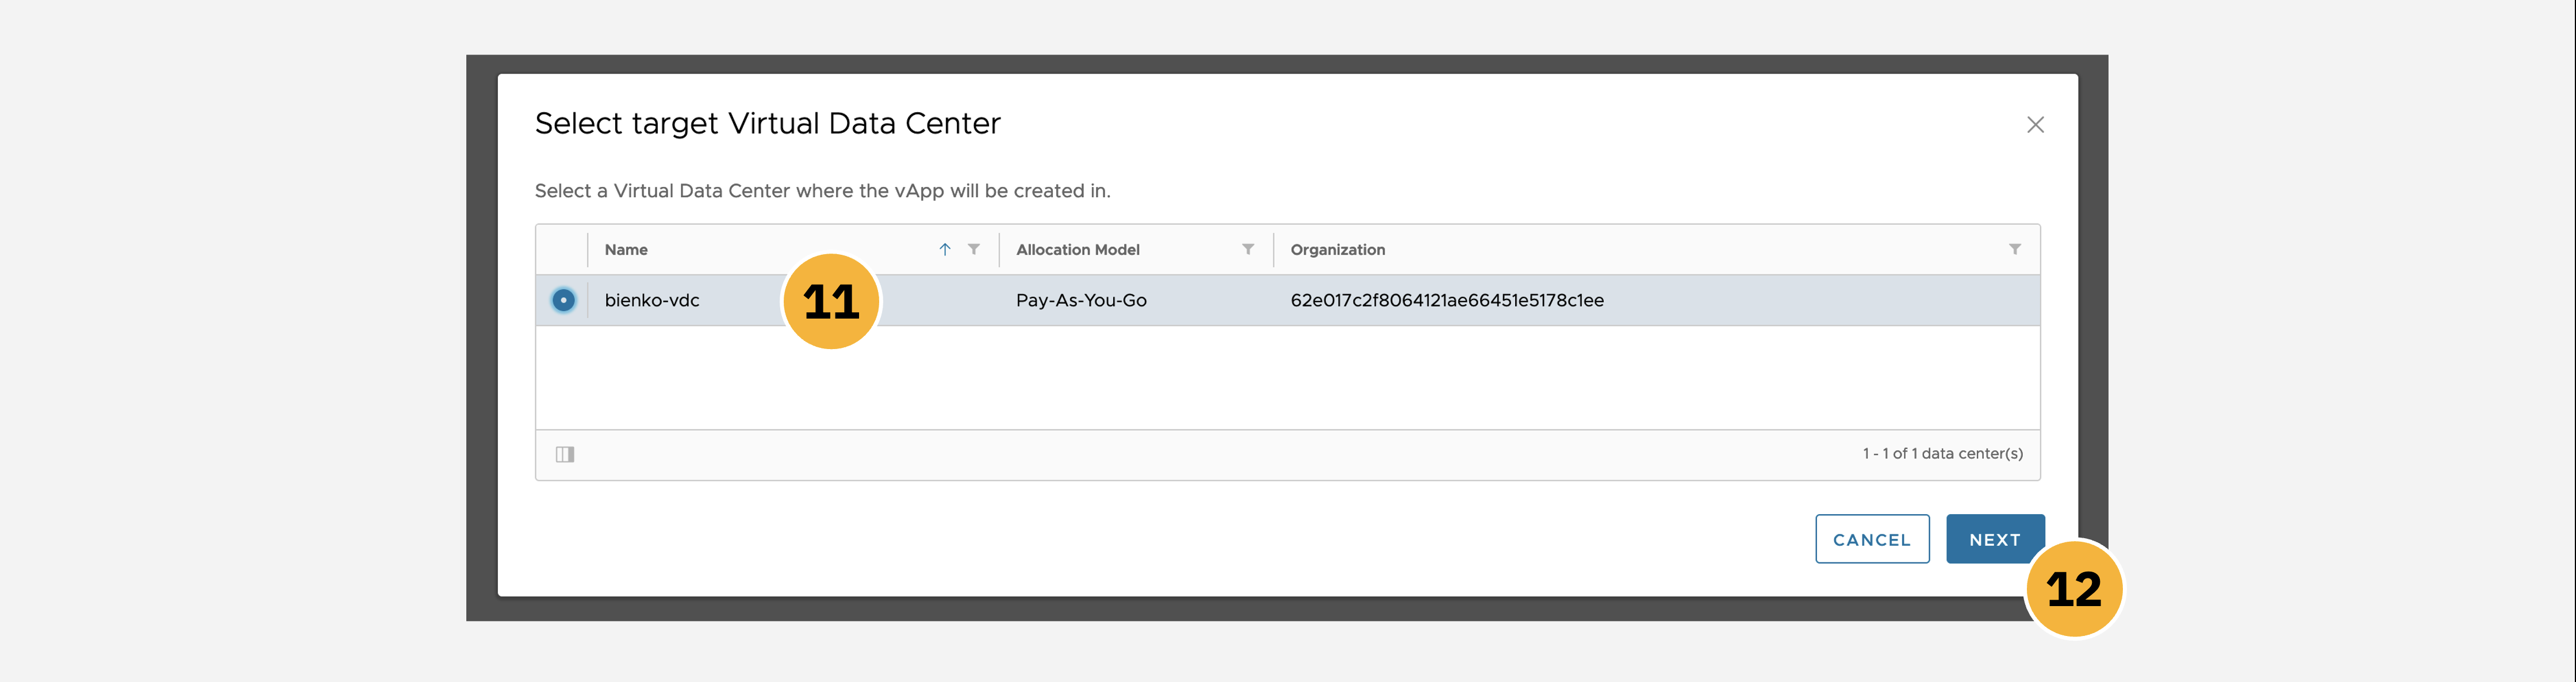 Select target Virtual Data Center
Select a Virtual Data Center where the vApp will be created in.
Name Allocation Model Organization
bienko-vdc 11 Pay-As-You-Go 62e017c2f8064121ae66451e5178c1ee
1 - 1 of 1 data center(s)
CANCEL NEXT
12